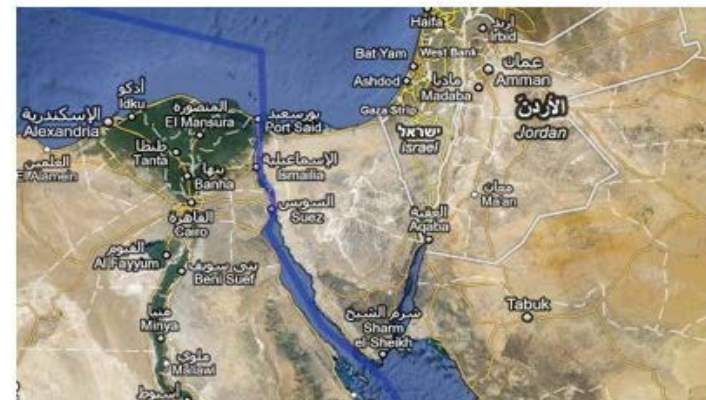 Haifa
أربد
Irbid
Bat Yam
West Bank
عمان
Amman
Ashdod
مادبا
Madaba
Gaza Strip
الأردن
Jordan
ישראל
Israel
أدكو
Idku
المنصورة
El Mansura
بورسعيد
Port Said
الإسكندرية
Alexandria
طنطا
Tanta
الإسماعيلية
Ismailia
العلمين
El Alamein
بنها
Banha
السويس
Suez
معان
Ma'an
القاهرة
Cairo
العقبة
Aqaba
الفيوم
Al Fayyum
بني سويف
Beni Suef
Tabuk
شرم الشيخ
Sharm
el-Sheikh
منيا
Minya
ملوي
Mallawi
أسيوط